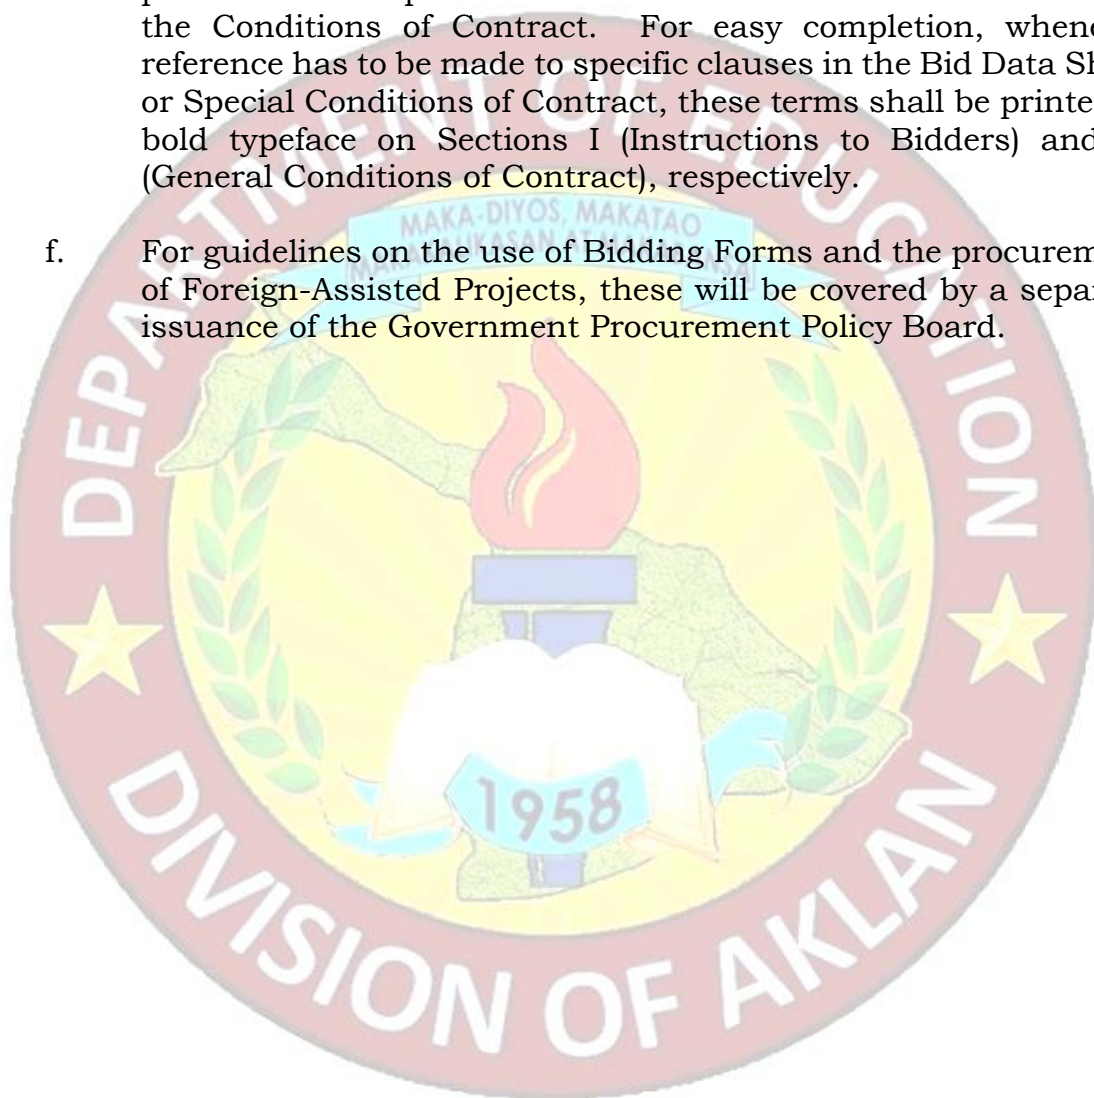 the Conditions of Contract. For easy completion, whene
reference has to be made to specific clauses in the Bid Data Sh
or Special Conditions of Contract, these terms shall be printe
bold typeface on Sections I (Instructions to Bidders) and
(General Conditions of Contract), respectively.
f. For guidelines on the use of Bidding Forms and the procurem
of Foreign-Assisted Projects, these will be covered by a separ
issuance of the Government Procurement Policy Board.
DEPARTMENT OF EDUCATION
MAKA-DIYOS, MAKATAO
1958
DIVISION OF AKLAN